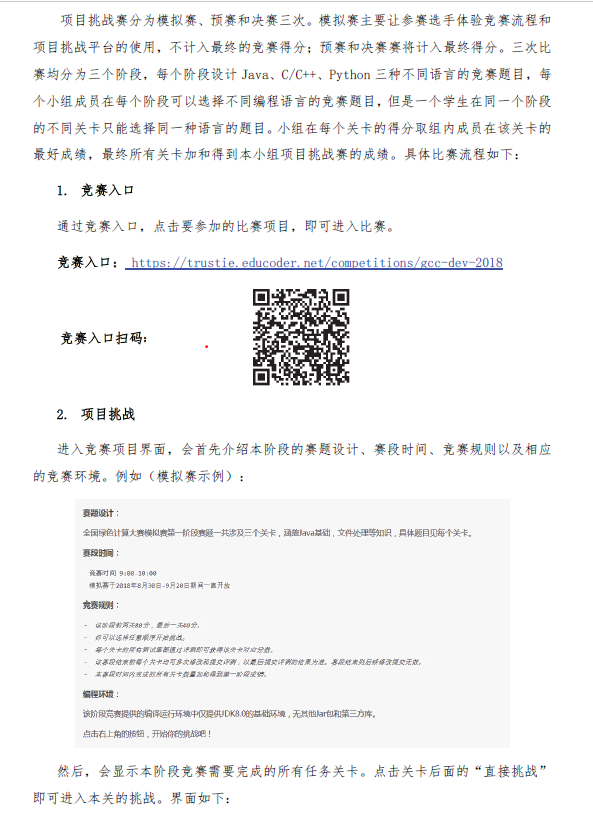 项目挑战赛分为模拟赛、预赛和决赛三次。模拟赛主要让参赛选手体验竞赛流程和
项目挑战平台的使用，不计入最终的竞赛得分；预赛和决赛赛将计入最终得分。三次比
赛均分为三个阶段，每个阶段设计 Java、C/C++、Python 三种不同语言的竞赛题目，每
个小组成员在每个阶段可以选择不同编程语言的竞赛题目，但是一个学生在同一个阶段
的不同关卡只能选择同一种语言的题目。小组在每个关卡的得分取组内成员在该关卡的
最好成绩，最终所有关卡加和得到本小组项目挑战赛的成绩。具体比赛流程如下：
1. 竞赛入口
通过竞赛入口，点击要参加的比赛项目，即可进入比赛。
竞赛入口：https://trustie.educoder.net/competitions/gcc-dev-2018
竞赛入口扫码：
2. 项目挑战
进入竞赛项目界面，会首先介绍本阶段的赛题设计、赛段时间、竞赛规则以及相应
的竞赛环境。例如（模拟赛示例）：
赛题设计：
全国绿色计算大赛模拟赛第一阶段赛题一共涉及三个关卡，涵盖Java基础，文件处理等知识，具体题目见每个关卡。
赛段时间：
竞赛时间 9:00-10:00
模拟赛于2018年8月30日-9月20日期间一直开放
竞赛规则：
- 该阶段前两关80分，最后一关40分。
- 你可以选择任意顺序开始挑战。
- 每个关卡的所有测试集都通过评测即可获得该关卡对应分数。
- 该赛段结束前每个关卡均可多次修改和提交评测，以最后提交评测的结果为准。赛段结束则后续修改提交无效。
- 本赛段时间内完成的所有关卡数量加和得到第一阶段成绩。
编程环境：
该阶段竞赛提供的编译运行环境中仅提供JDK8.0的基础环境，无其他Jar包和第三方库。
点击右上角的按钮，开始你的挑战吧！
然后，会显示本阶段竞赛需要完成的所有任务关卡。点击关卡后面的“直接挑战”
即可进入本关的挑战。界面如下：